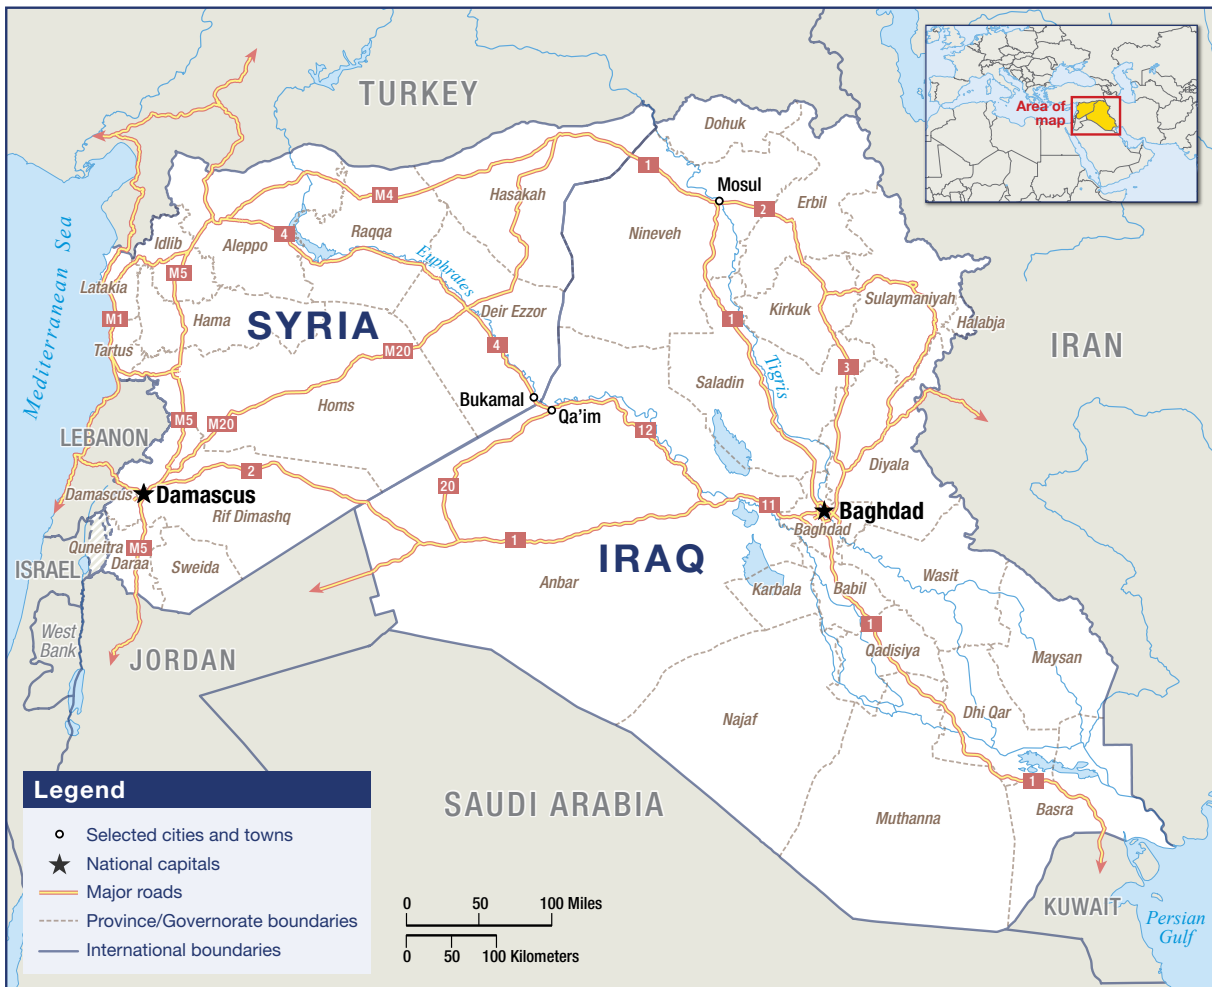 TURKEY
Area of
map
Dohuk
1
Mosul
M4
Hasakah
2
Erbil
Mediterranean Sea
Idlib
4
Aleppo
Raqqa
Nineveh
Euphrates
M5
Latakia
M1
Hama
SYRIA
Deir Ezzor
Kirkuk
Sulaymaniyah
Halabja
IRAN
1
Tartus
M20
4
Tigris
3
Saladin
Bukamal
Qa’im
Homs
M5
M20
12
LEBANON
Diyala
2
20
Damascus
Damascus
11
Baghdad
Rif Dimashq
Baghdad
Quneitra
M5
1
IRAQ
ISRAEL
Daraa
Sweida
Anbar
Karbala
Babil
Wasit
West
Bank
1
JORDAN
Qadisiya
Maysan
Najaf
Dhi Qar
Legend
1
SAUDI ARABIA
Basra
Muthanna
Selected cities and towns
National capitals
Major roads
Province/Governorate boundaries
International boundaries
0 50 100 Miles
0 50 100 Kilometers
KUWAIT
Persian
Gulf